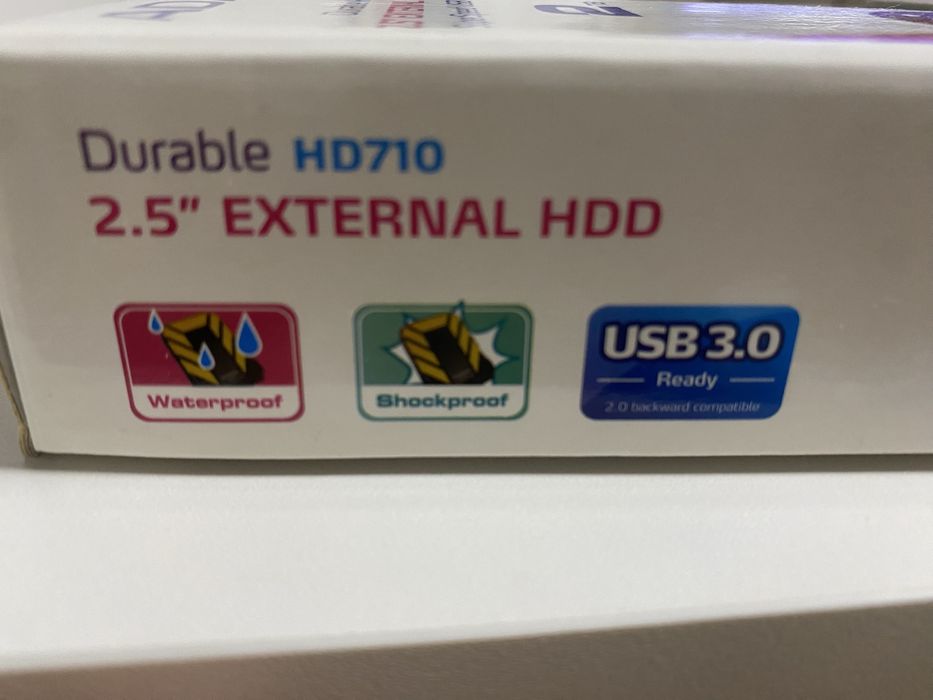 Durable HD710
2.5" EXTERNAL HDD
Waterproof
Shockproof
USB 3.0
Ready
2.0 backward compatible